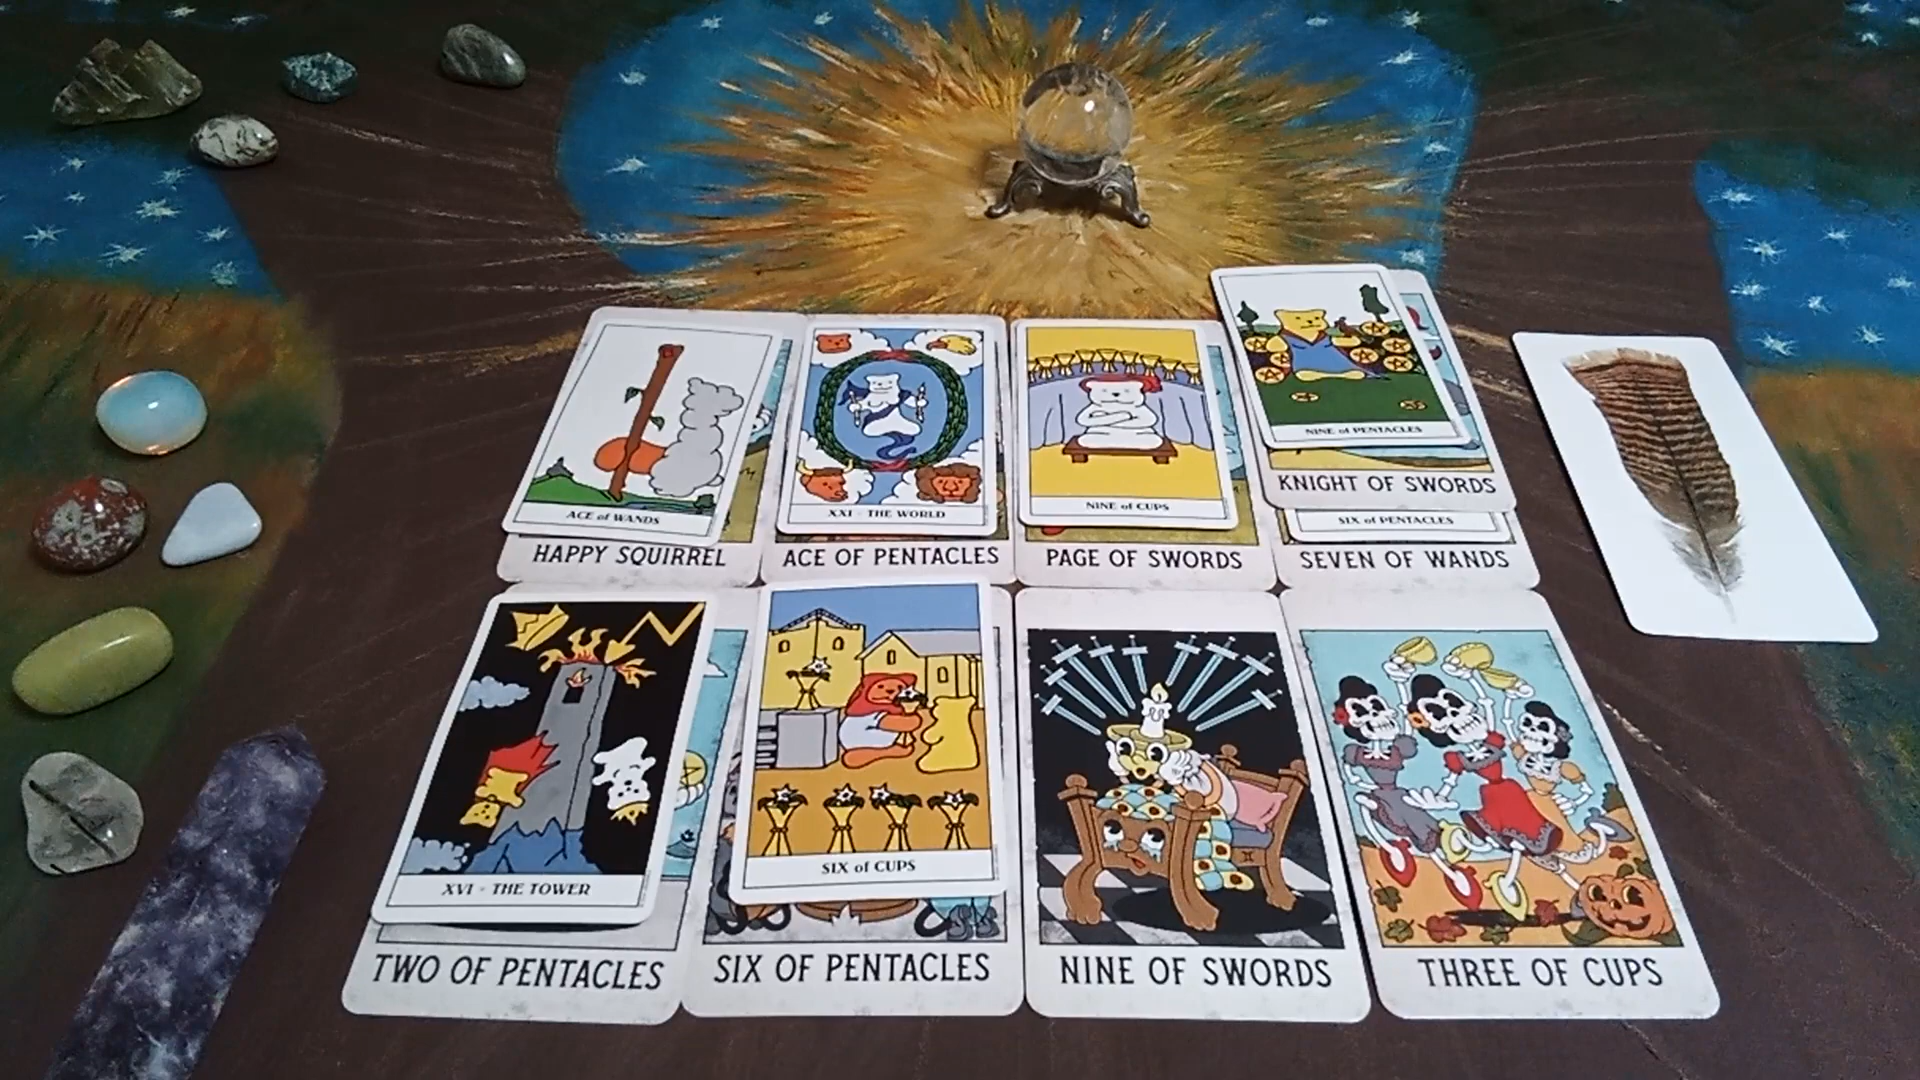 ACE of WANDS
XXI - THE WORLD
NINE of CUPS
NINE of PENTACLES
KNIGHT OF SWORDS
SIX of PENTACLES
HAPPY SQUIRREL
ACE OF PENTACLES
PAGE OF SWORDS
SEVEN OF WANDS
XVI - THE TOWER
SIX of CUPS
TWO OF PENTACLES
SIX OF PENTACLES
NINE OF SWORDS
THREE OF CUPS